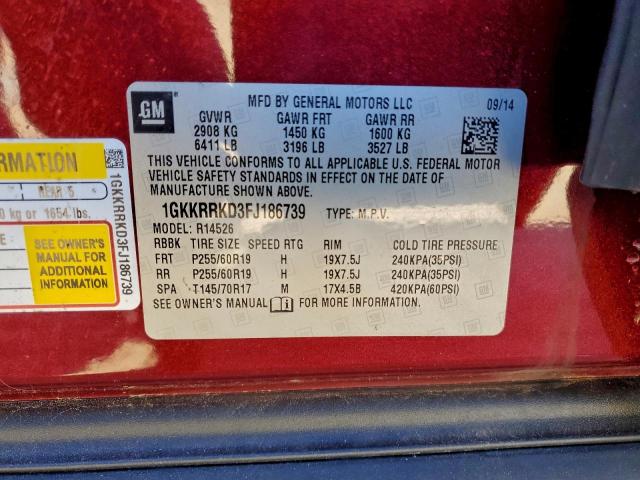 GM
MFD BY GENERAL MOTORS LLC 09/14
GVWR GAWR FRT GAWR RR
2908 KG 1450 KG 1600 KG
6411 LB 3196 LB 3527 LB
THIS VEHICLE CONFORMS TO ALL APPLICABLE U.S. FEDERAL MOTOR
VEHICLE SAFETY STANDARDS IN EFFECT ON THE DATE OF
MANUFACTURE SHOWN ABOVE.
1GKKRRKD3FJ186739 TYPE: M.P.V.
MODEL: R14526
RBBK TIRE SIZE SPEED RTG RIM COLD TIRE PRESSURE
FRT P255/60R19 H 19X7.5J 240KPA(35PSI)
RR P255/60R19 H 19X7.5J 240KPA(35PSI)
SPA T145/70R17 M 17X4.5B 420KPA(60PSI)
SEE OWNER'S MANUAL FOR MORE INFORMATION.
ORMATION
REAR 5
0 kg or 1654 lbs.
SEE OWNER'S
MANUAL FOR
ADDITIONAL
INFORMATION
1GKKRRKD3FJ186739